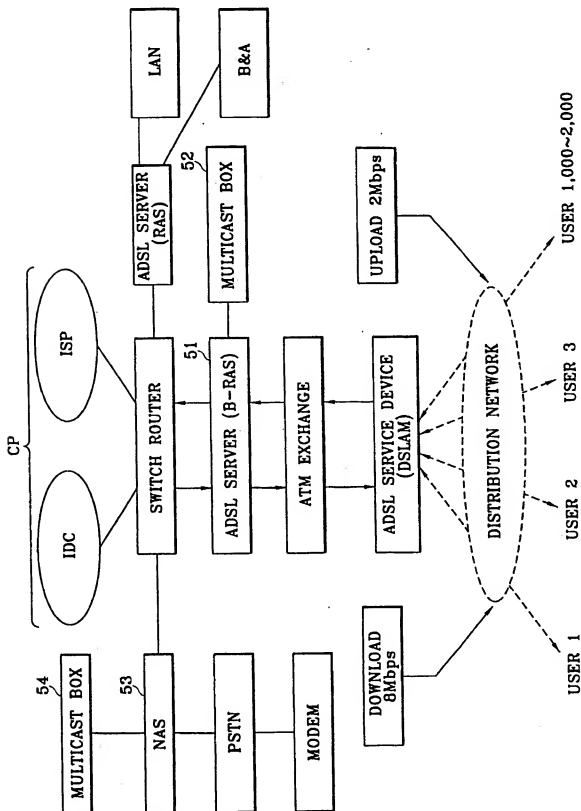 CP
IDC
ISP
54
MULTICAST BOX
53
NAS
SWITCH ROUTER
ADSL SERVER
(RAS)
LAN
B&A
PSTN
51
ADSL SERVER (B-RAS)
52
MULTICAST BOX
MODEM
ATM EXCHANGE
ADSL SERVICE DEVICE
(DSLAM)
DOWNLOAD
8Mbps
UPLOAD 2Mbps
DISTRIBUTION NETWORK
USER 1
USER 2
USER 3
USER 1,000~2,000